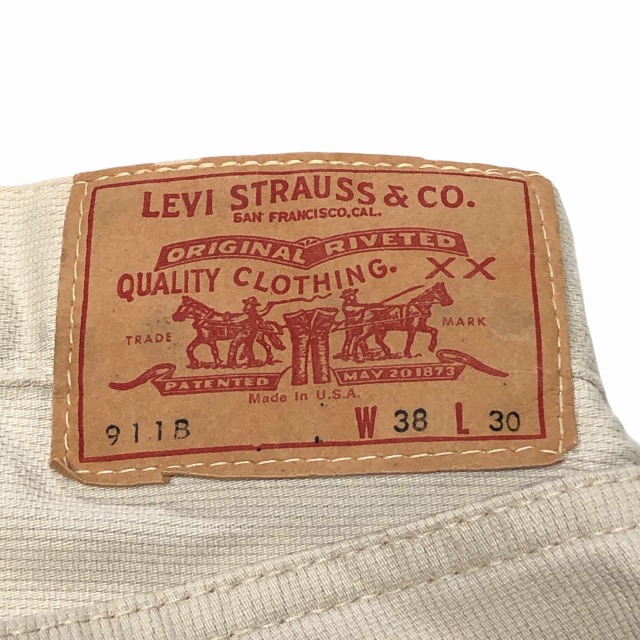 LEVI STRAUSS & CO.
SAN FRANCISCO, CAL.
ORIGINAL RIVETED
QUALITY CLOTHING. XX
TRADE MARK
PATENTED MAY 20 1873
Made in U.S.A.
911B W 38 L 30